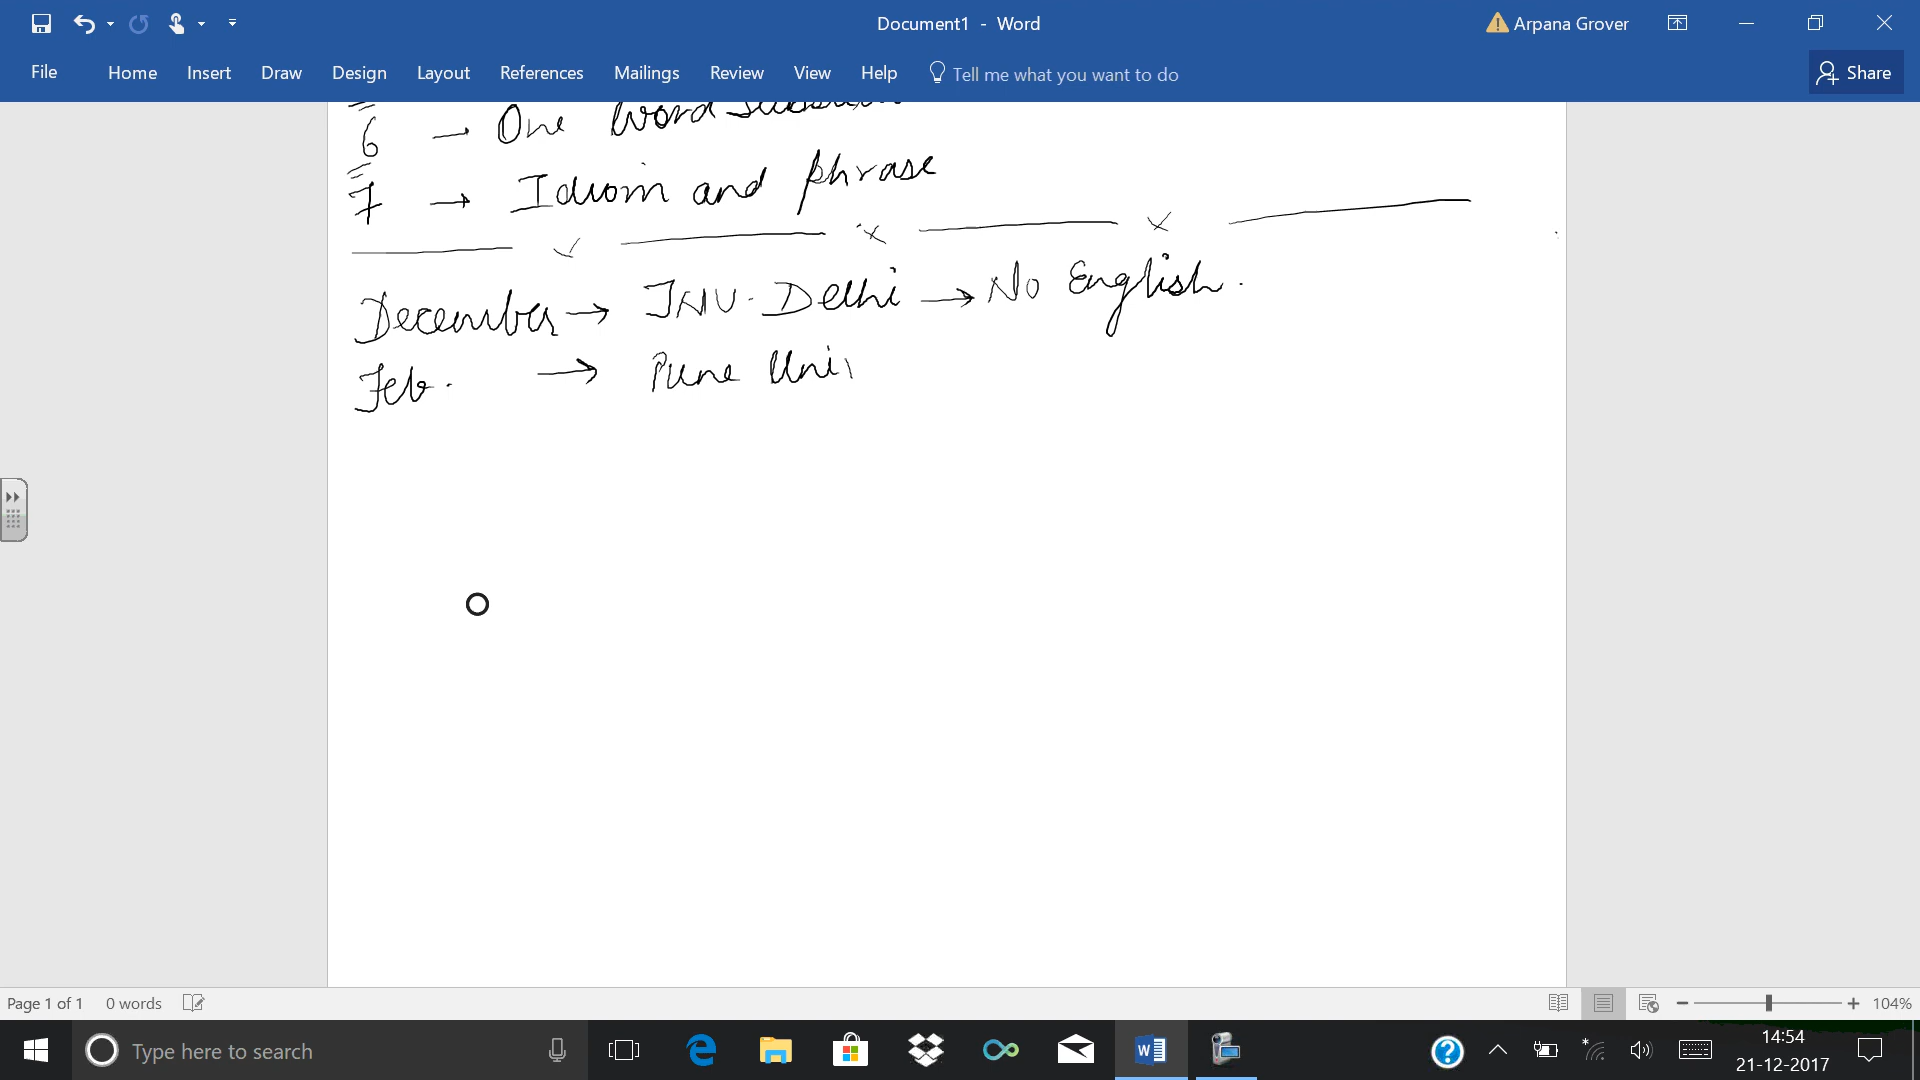 Document1 - Word
Arpana Grover
File Home Insert Draw Design Layout References Mailings Review View Help Tell me what you want to do
Share
6 → One Word
7 → Idiom and phrase
December → JNU. Delhi → No English.
Feb. → Pune Uni
Page 1 of 1 0 words
104%
Type here to search
14:54
21-12-2017